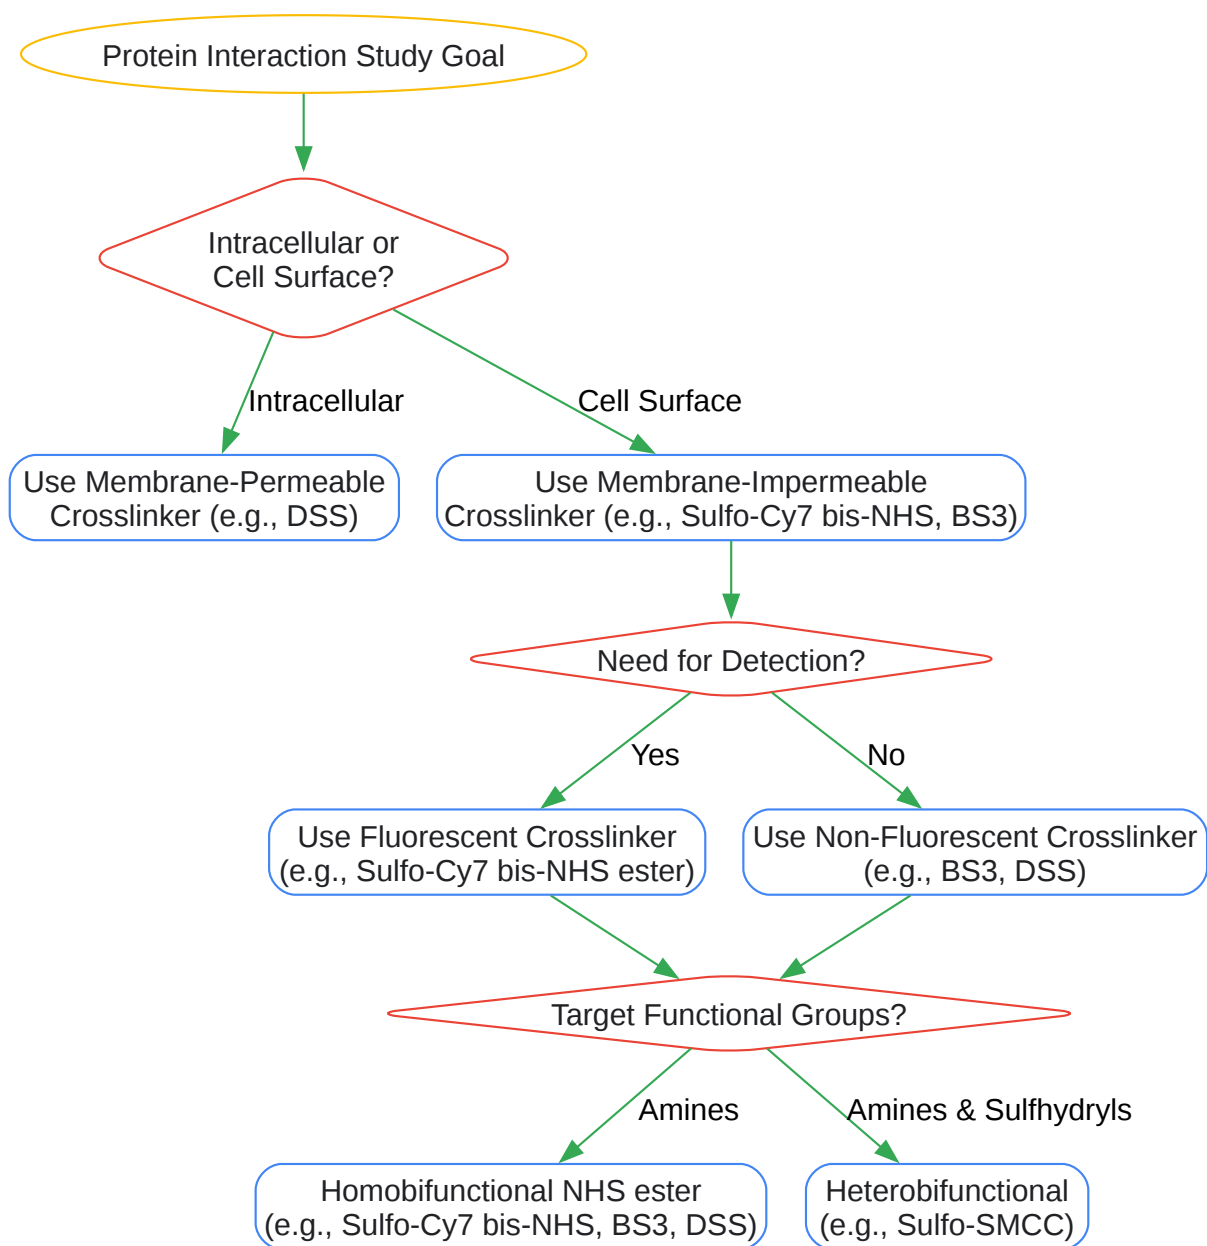 Protein Interaction Study Goal
Intracellular or
Cell Surface?
Intracellular
Cell Surface
Use Membrane-Permeable
Crosslinker (e.g., DSS)
Use Membrane-Impermeable
Crosslinker (e.g., Sulfo-Cy7 bis-NHS, BS3)
Need for Detection?
Yes
No
Use Fluorescent Crosslinker
(e.g., Sulfo-Cy7 bis-NHS ester)
Use Non-Fluorescent Crosslinker
(e.g., BS3, DSS)
Target Functional Groups?
Amines
Amines & Sulfhydryls
Homobifunctional NHS ester
(e.g., Sulfo-Cy7 bis-NHS, BS3, DSS)
Heterobifunctional
(e.g., Sulfo-SMCC)